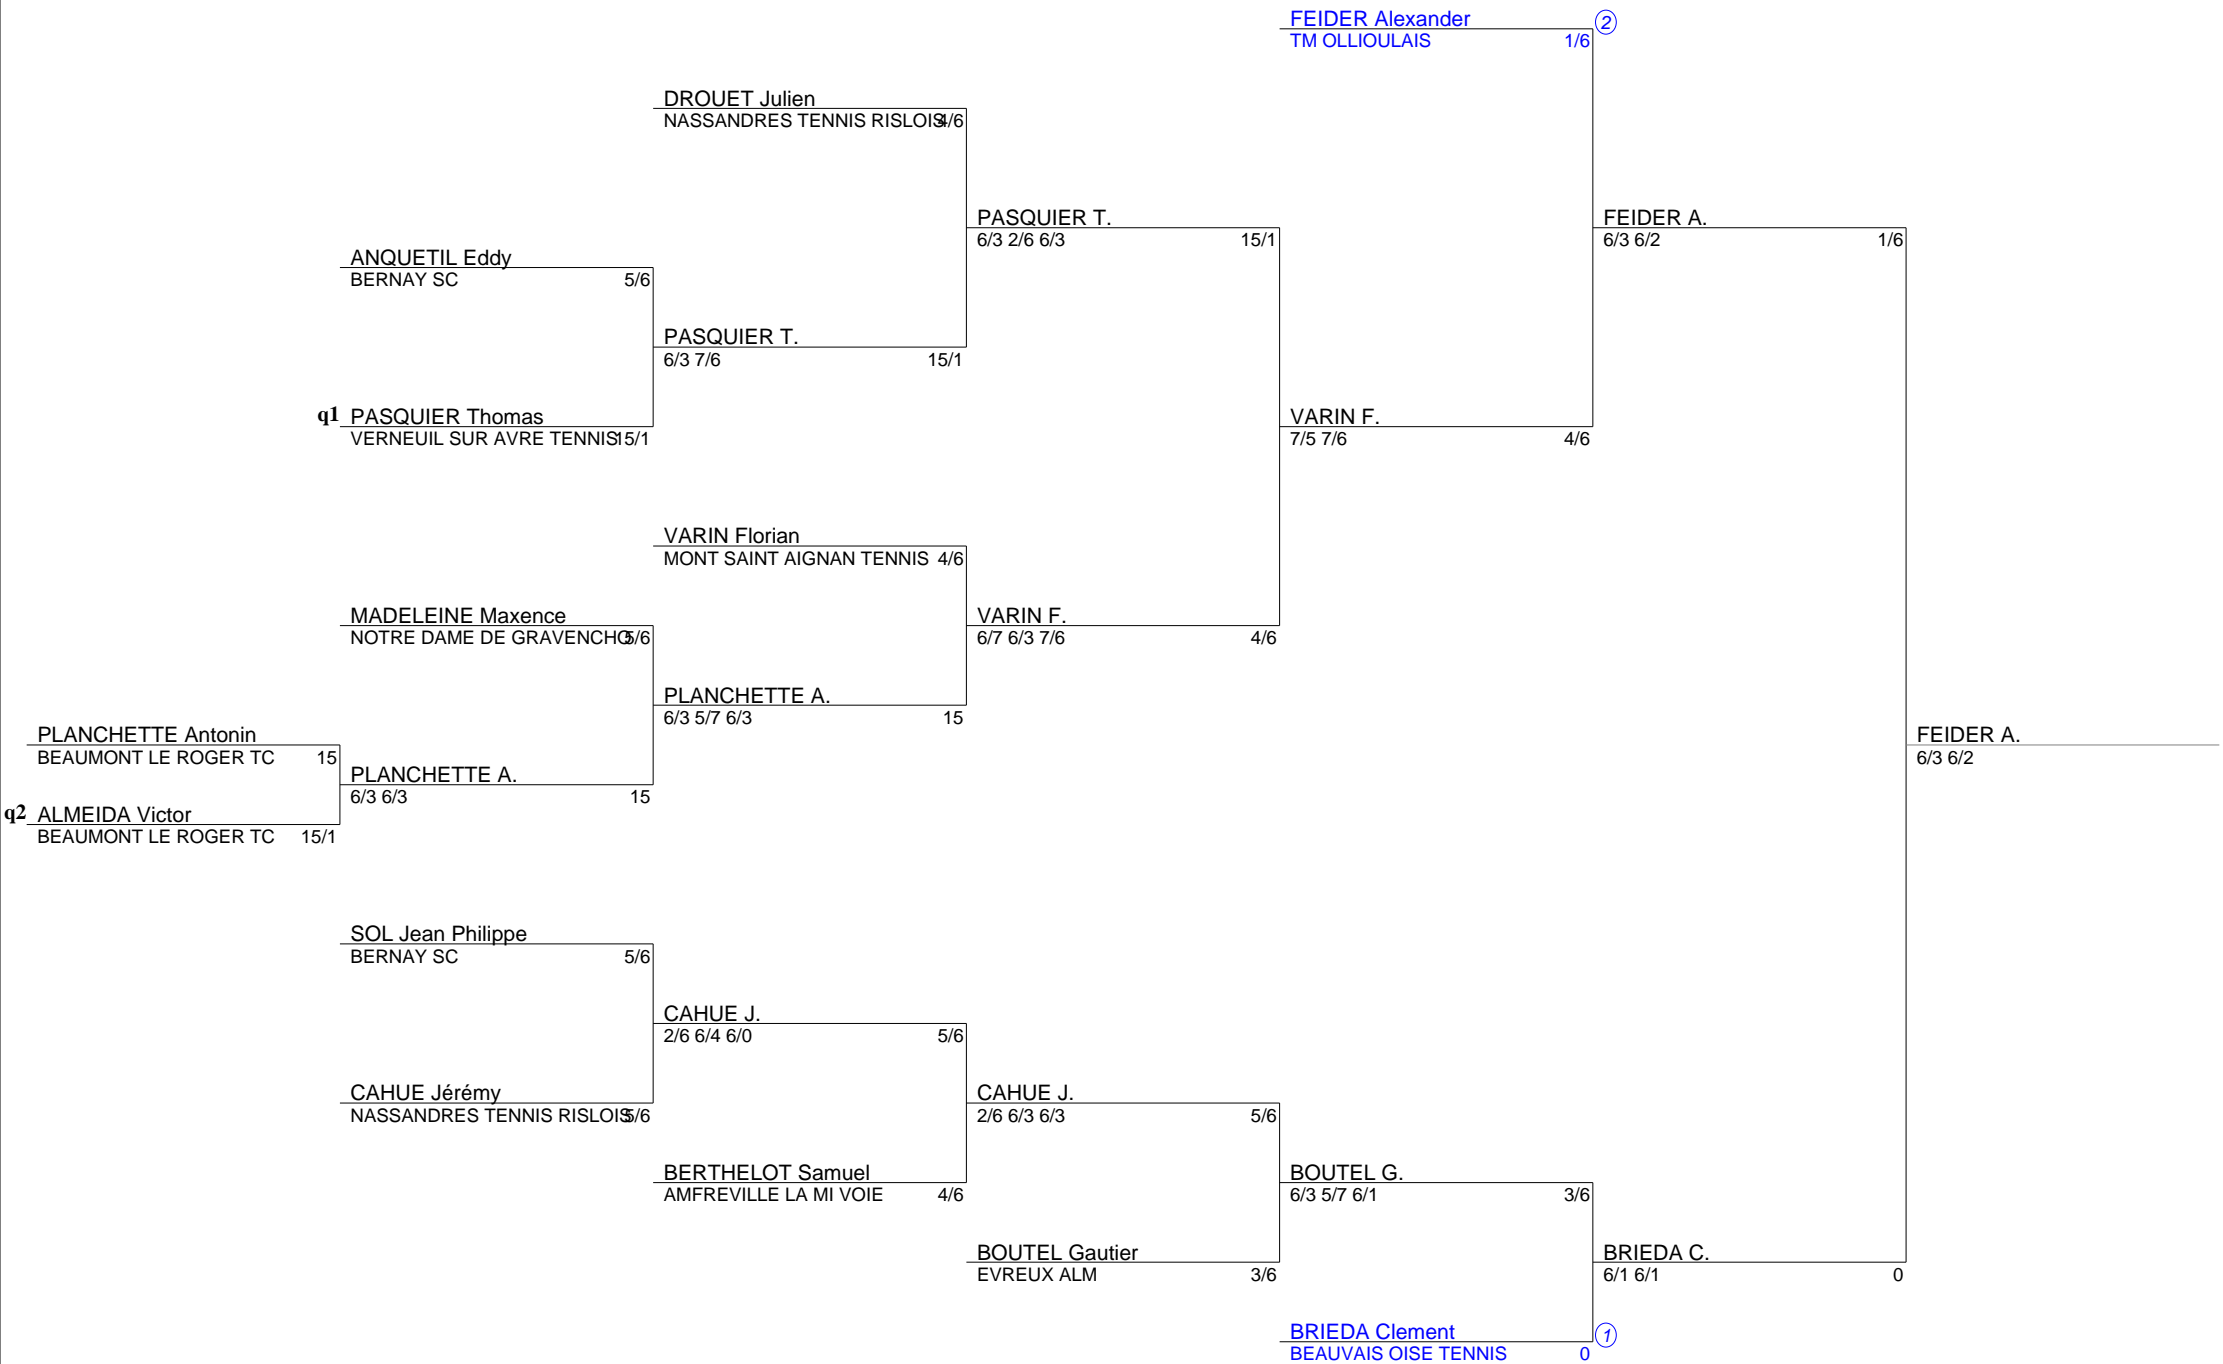 FEIDER Alexander 2
TM OLLIOULAIS 1/6
DROUET Julien
NASSANDRES TENNIS RISLOIS 4/6
PASQUIER T.
6/3 2/6 6/3 15/1
FEIDER A.
6/3 6/2 1/6
ANQUETIL Eddy
BERNAY SC 5/6
PASQUIER T.
6/3 7/6 15/1
q1 PASQUIER Thomas
VERNEUIL SUR AVRE TENNIS 15/1
VARIN F.
7/5 7/6 4/6
VARIN Florian
MONT SAINT AIGNAN TENNIS 4/6
MADELEINE Maxence
NOTRE DAME DE GRAVENCHO 5/6
VARIN F.
6/7 6/3 7/6 4/6
PLANCHETTE A.
6/3 5/7 6/3 15
PLANCHETTE Antonin
BEAUMONT LE ROGER TC 15
FEIDER A.
6/3 6/2
PLANCHETTE A.
6/3 6/3 15
q2 ALMEIDA Victor
BEAUMONT LE ROGER TC 15/1
SOL Jean Philippe
BERNAY SC 5/6
CAHUE J.
2/6 6/4 6/0 5/6
CAHUE Jérémy
NASSANDRES TENNIS RISLOIS 5/6
CAHUE J.
2/6 6/3 6/3 5/6
BERTHELOT Samuel
AMFREVILLE LA MI VOIE 4/6
BOUTEL G.
6/3 5/7 6/1 3/6
BOUTEL Gautier
EVREUX ALM 3/6
BRIEDA C.
6/1 6/1 0
BRIEDA Clement 1
BEAUVAIS OISE TENNIS 0